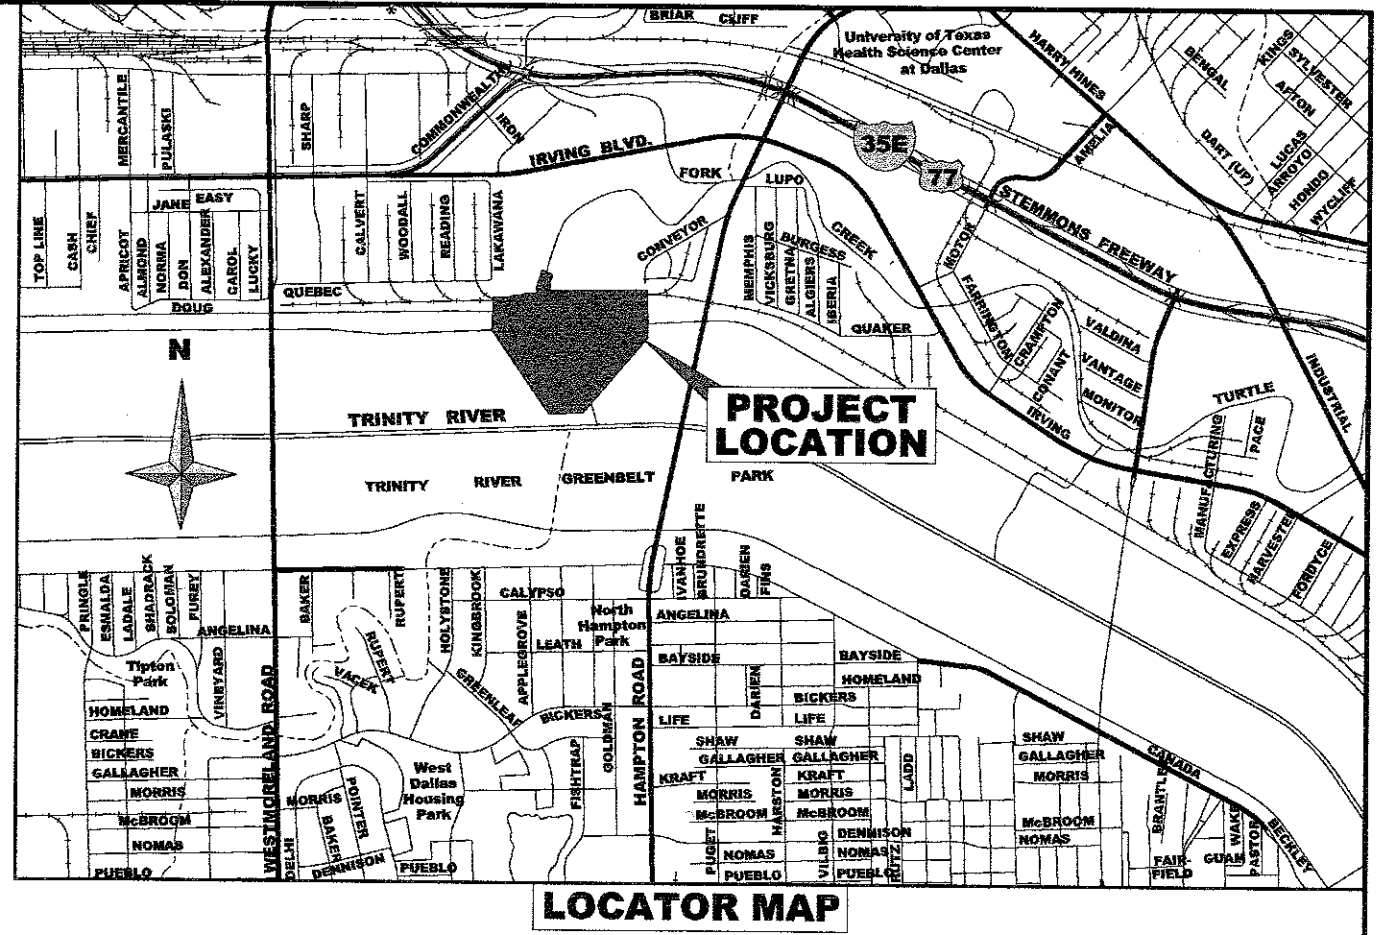 BRIAR CLIFF
University of Texas
Health Science Center
at Dallas
HARRY HINES
BENGAL
KINGS
SYLVESTER
AFTON
LUCAS
ARROYO
HONDO
WYCLIFF
DART (UP)
AMELIA
MERCANTILE
PULASKI
SHARP
COMMONWEALTH
IRON
IRVING BLVD.
35E
77
STEMMONS FREEWAY
FORK
LUPO
CREEK
MOTOR
JANE EASY
TOP LINE
CASH
CHIEF
APRICOT
ALMOND
NORMA
DON
ALEXANDER
CAROL
LUCKY
CALVERT
WOODALL
READING
LAKAWANA
CONVEYOR
MEMPHIS
VICKSBURG
GRETNA
ALGIERS
IBERIA
BURGESS
QUEBEC
DOUG
QUAKER
FARRINGTON
CRAMPTON
CONANT
VALDINA
VANTAGE
MONITOR
IRVING
INDUSTRIAL
TURTLE
PACE
MANUFACTURING
EXPRESS
HARVESTER
FORDYCE
N
PROJECT
LOCATION
TRINITY RIVER
TRINITY RIVER GREENBELT PARK
PRINGLE
ESMALDA
LADALE
SHADRACK
SOLOMAN
FUREY
ANGELINA
BAKER
RUPERT
HOLYSTONE
KINGBROOK
CALYPSO
North
Hampton
Park
IVANHOE
BRUNDRETTE
DARIEN
FINS
ANGELINA
Tipton
Park
VINEYARD
WESTMORELAND ROAD
RUPERT
VACEK
GREENLEAF
APPLEGROVE
LEATH
BICKERS
GOLDMAN
HAMPTON ROAD
BAYSIDE
BAYSIDE
HOMELAND
DARIEN
BICKERS
LIFE
LIFE
HOMELAND
CRANE
BICKERS
GALLAGHER
MORRIS
McBROOM
NOMAS
PUEBLO
West
Dallas
Housing
Park
MORRIS
POINTER
BAKER
DELHI
DENNISON
PUEBLO
FISHTRAP
SHAW
SHAW
GALLAGHER
GALLAGHER
KRAFT
KRAFT
MORRIS
MORRIS
McBROOM
McBROOM
HARSTON
LADD
DENNISON
PUGET
NOMAS
VILBIG
NOMAS
RUTZ
PUEBLO
PUEBLO
SHAW
GALLAGHER
MORRIS
McBROOM
NOMAS
CANADA
BRANTLEY
FAIR-
FIELD
GUAM
WAKE
PASTOR
BECKLEY
LOCATOR MAP